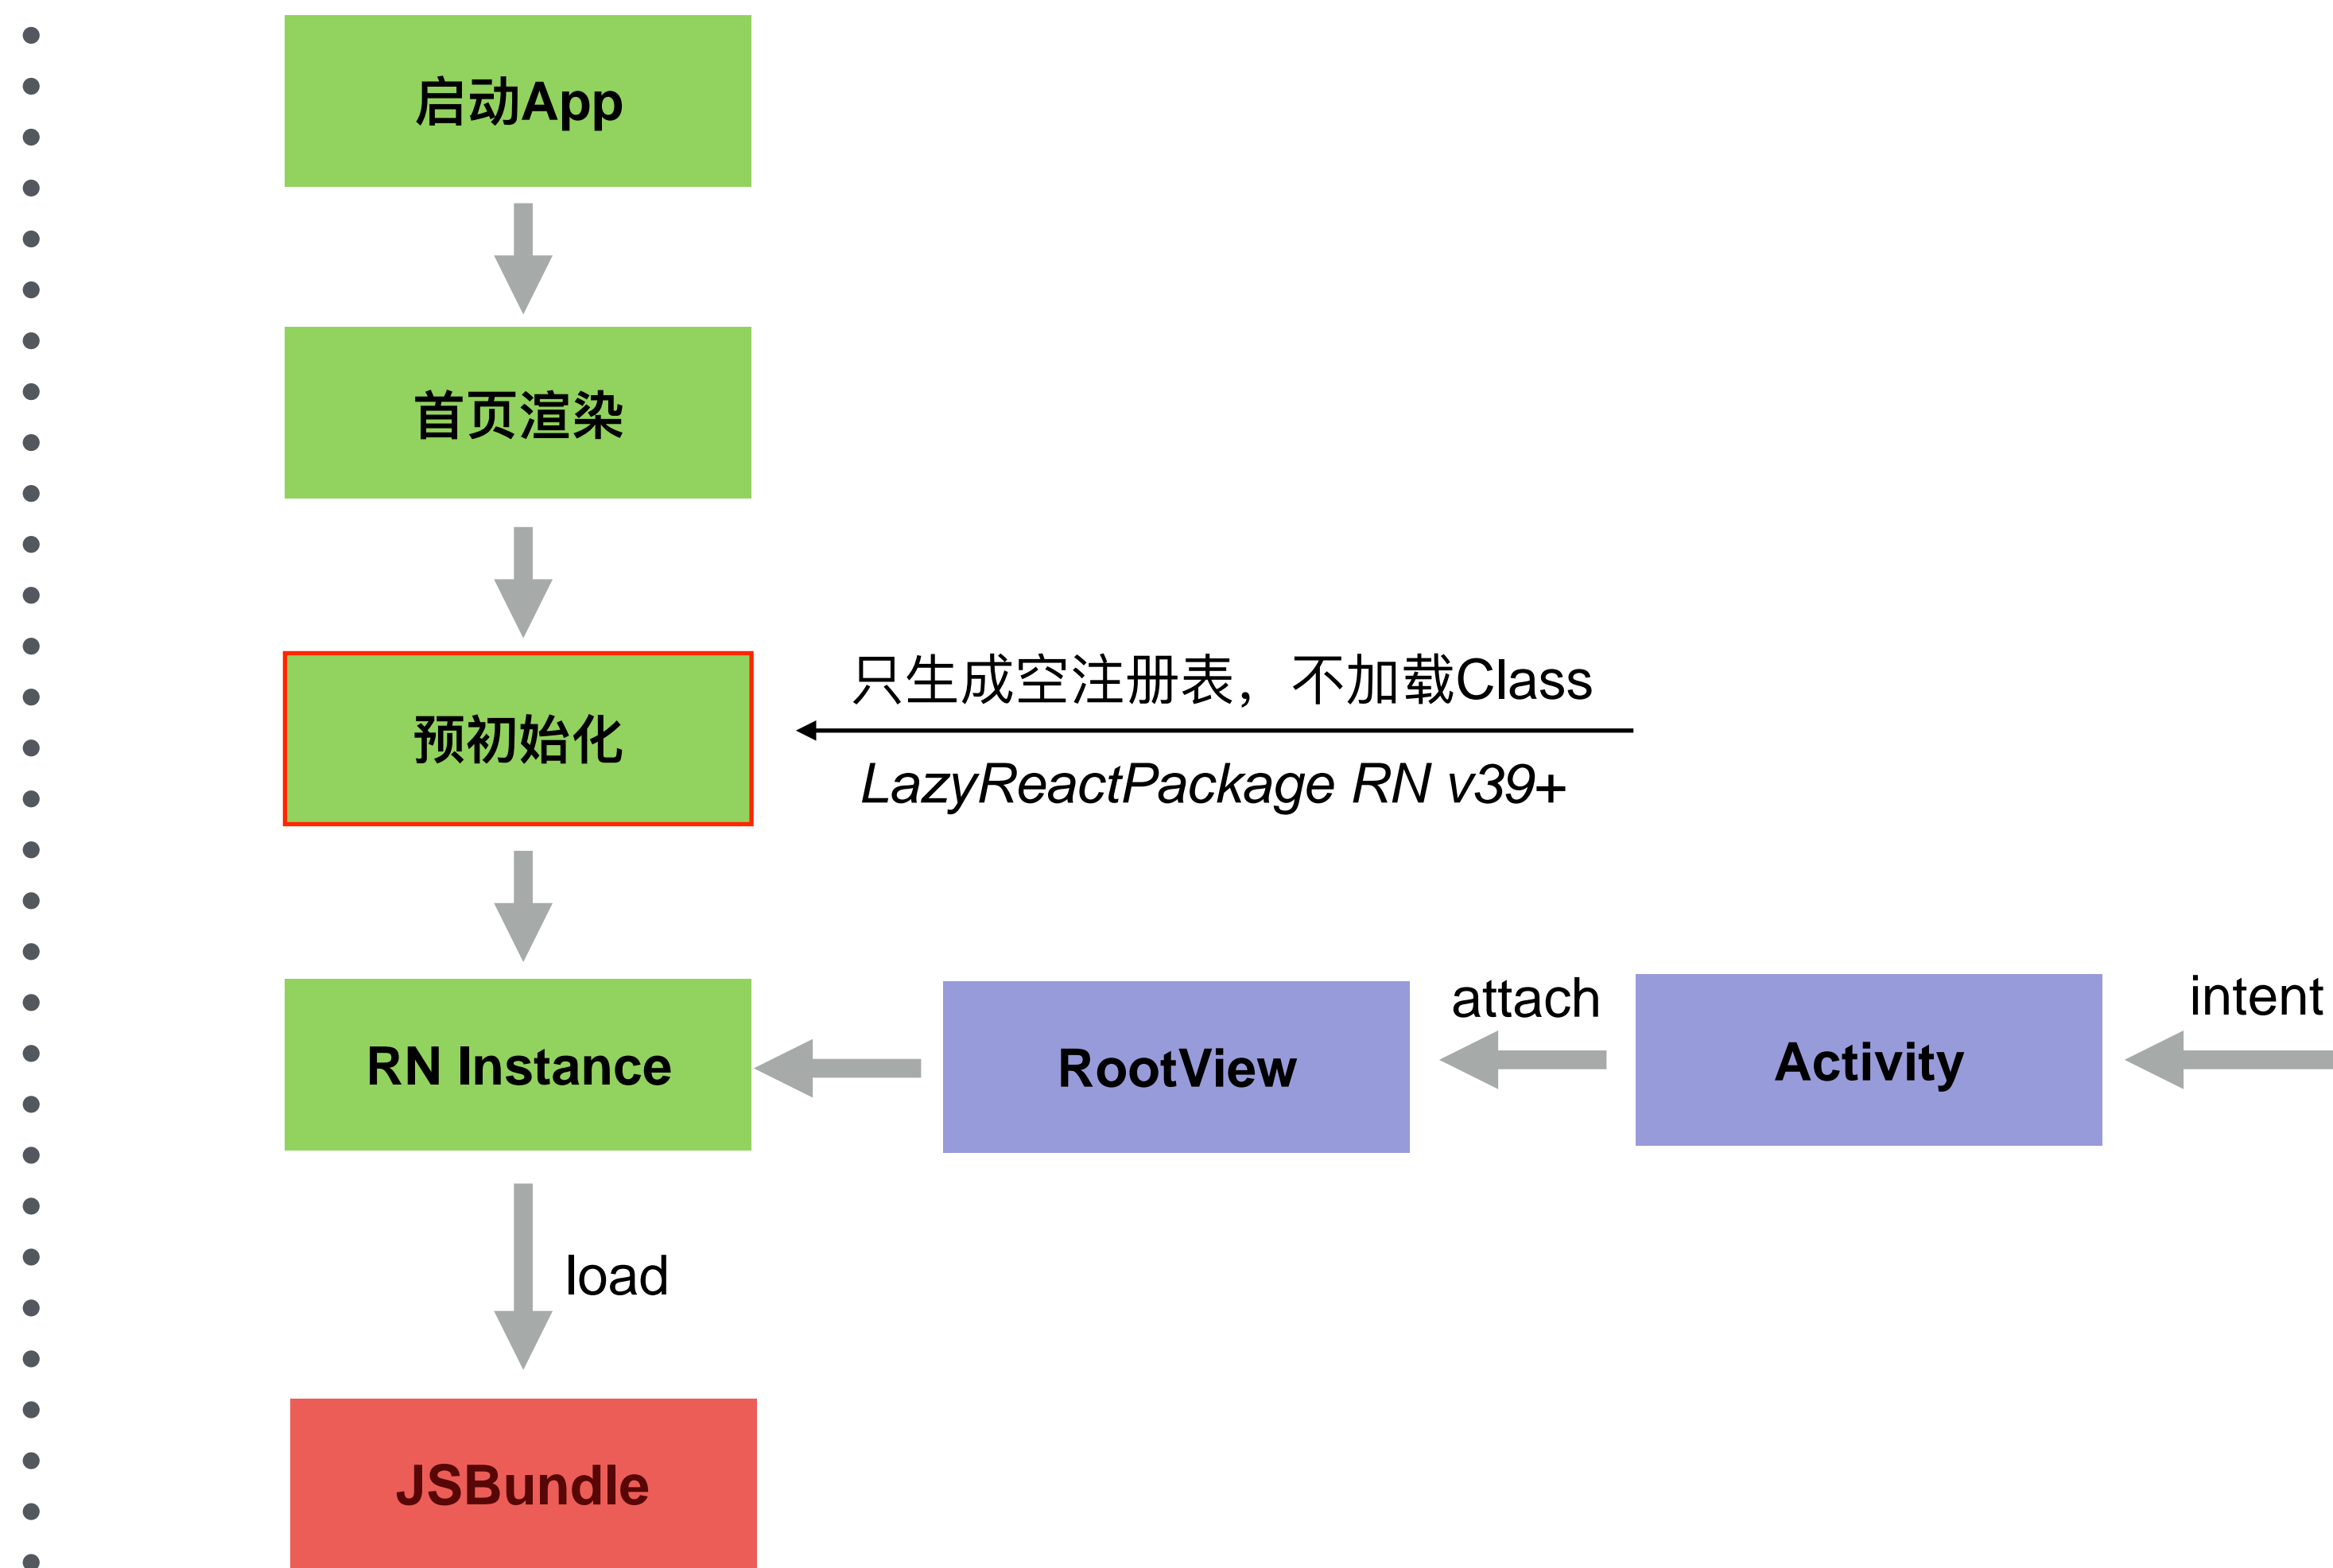 启动App
首页渲染
只生成空注册表，不加载Class
预初始化
LazyReactPackage RN v39+
RN Instance
RootView
attach
Activity
intent
load
JSBundle